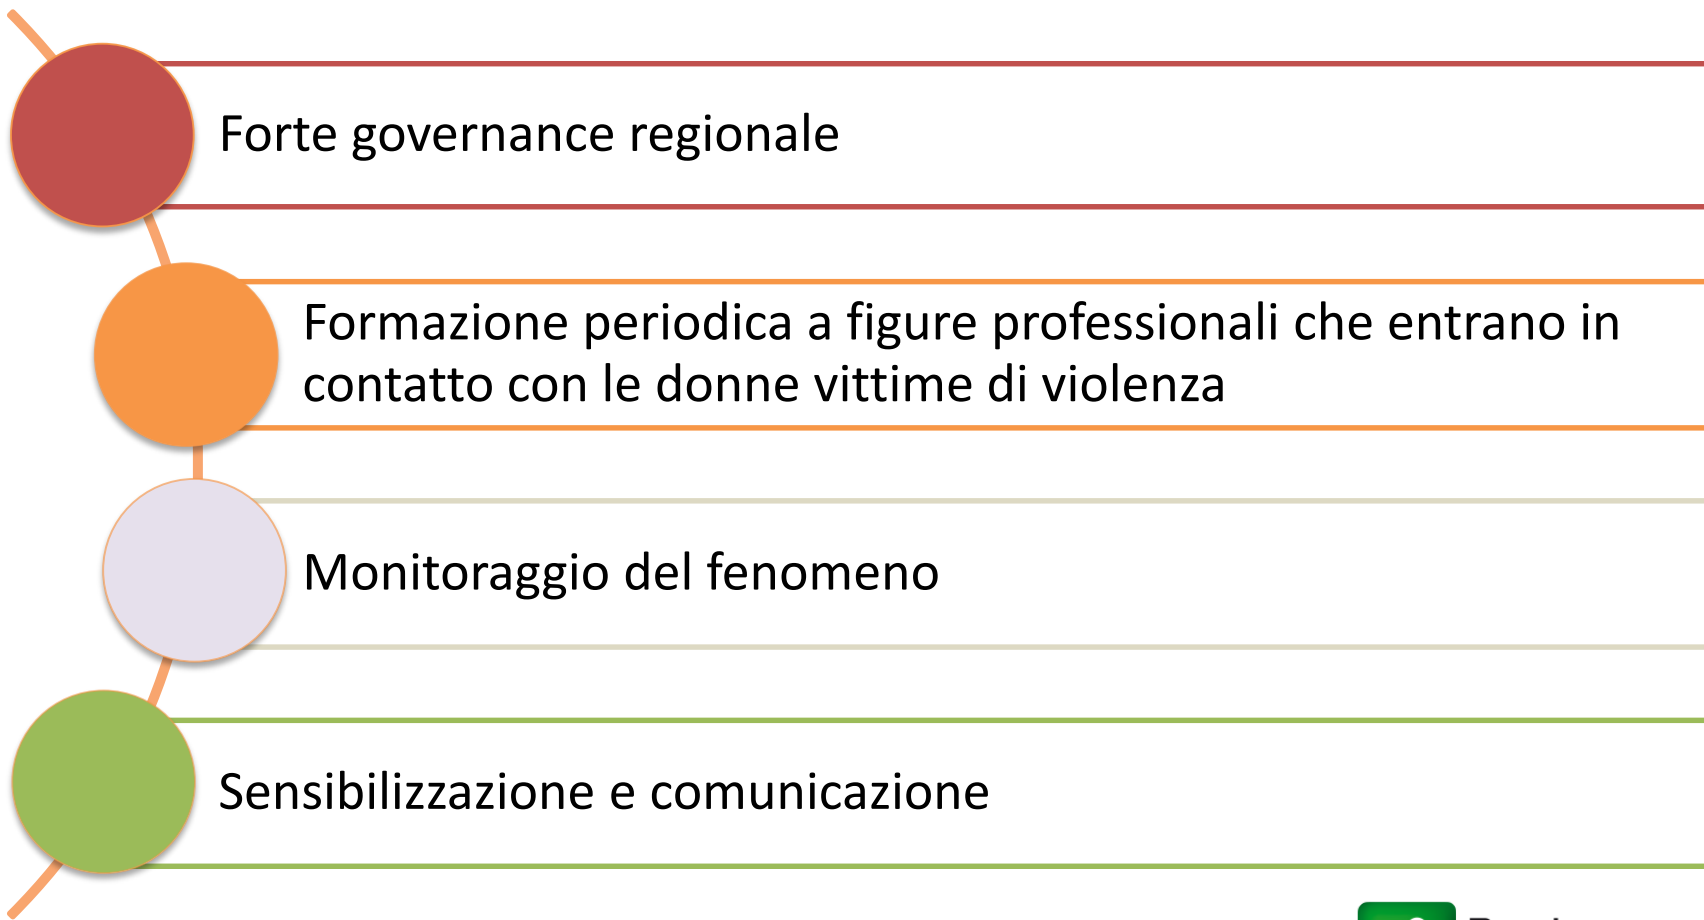 Forte governance regionale
Formazione periodica a figure professionali che entrano in
contatto con le donne vittime di violenza
Monitoraggio del fenomeno
Sensibilizzazione e comunicazione